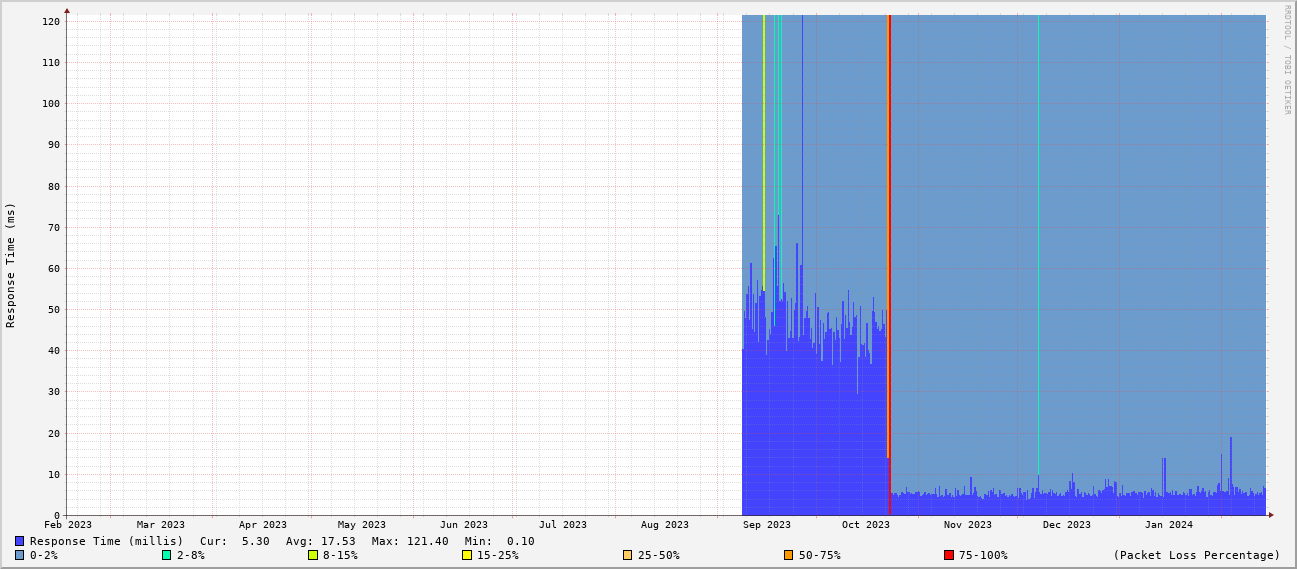 RRDTOOL / TOBI OETIKER
Response Time (ms)
120
110
100
90
80
70
60
50
40
30
20
10
0
Feb 2023 Mar 2023 Apr 2023 May 2023 Jun 2023 Jul 2023 Aug 2023 Sep 2023 Oct 2023 Nov 2023 Dec 2023 Jan 2024
Response Time (millis) Cur: 5.30 Avg: 17.53 Max: 121.40 Min: 0.10
0-2% 2-8% 8-15% 15-25% 25-50% 50-75% 75-100% (Packet Loss Percentage)